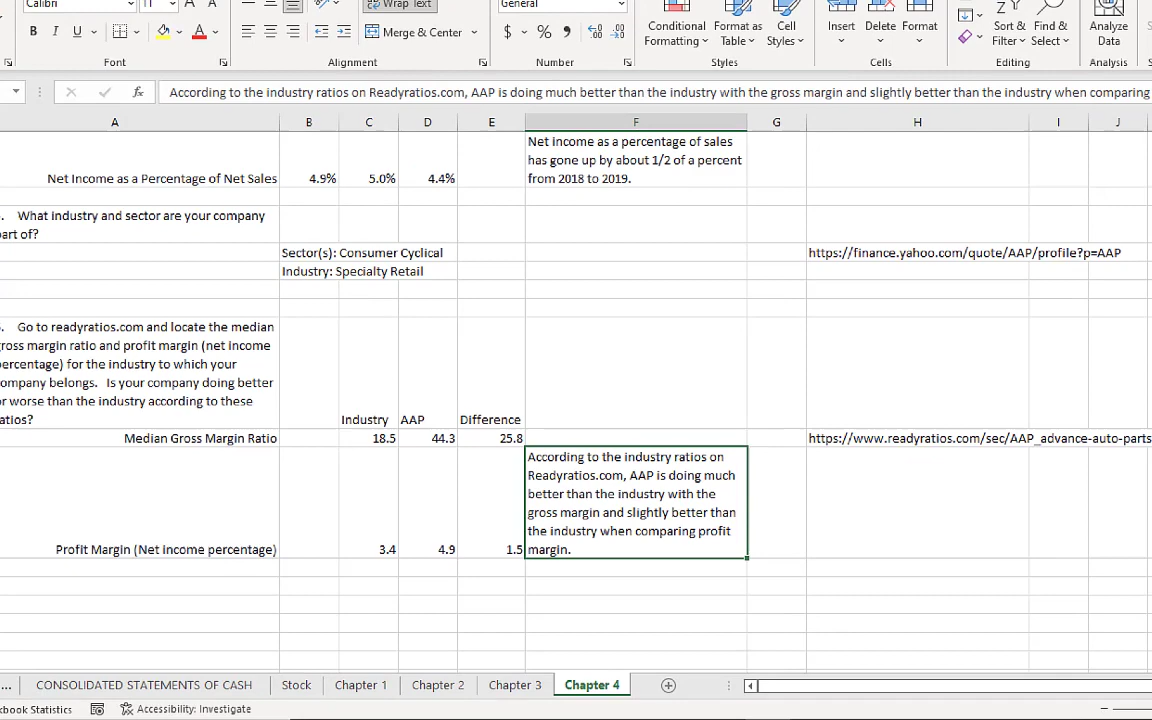 Calibri
11
A
A
Wrap Text
General
B I U
A
Merge & Center
$ % 9
Conditional
Formatting
Format as
Table
Cell
Styles
Insert
Delete
Format
Sort &
Filter
Find &
Select
Analyze
Data
Font
Alignment
Number
Styles
Cells
Editing
Analysis
fx
According to the industry ratios on Readyratios.com, AAP is doing much better than the industry with the gross margin and slightly better than the industry when comparing
A B C D E F G H I J
Net income as a percentage of sales
has gone up by about 1/2 of a percent
Net Income as a Percentage of Net Sales 4.9% 5.0% 4.4% from 2018 to 2019.
. What industry and sector are your company
part of?
Sector(s): Consumer Cyclical https://finance.yahoo.com/quote/AAP/profile?p=AAP
Industry: Specialty Retail
. Go to readyratios.com and locate the median
gross margin ratio and profit margin (net income
percentage) for the industry to which your
company belongs. Is your company doing better
or worse than the industry according to these
ratios? Industry AAP Difference
Median Gross Margin Ratio 18.5 44.3 25.8 https://www.readyratios.com/sec/AAP_advance-auto-parts
According to the industry ratios on
Readyratios.com, AAP is doing much
better than the industry with the
gross margin and slightly better than
the industry when comparing profit
Profit Margin (Net income percentage) 3.4 4.9 1.5 margin.
... CONSOLIDATED STATEMENTS OF CASH Stock Chapter 1 Chapter 2 Chapter 3 Chapter 4
kbook Statistics Accessibility: Investigate